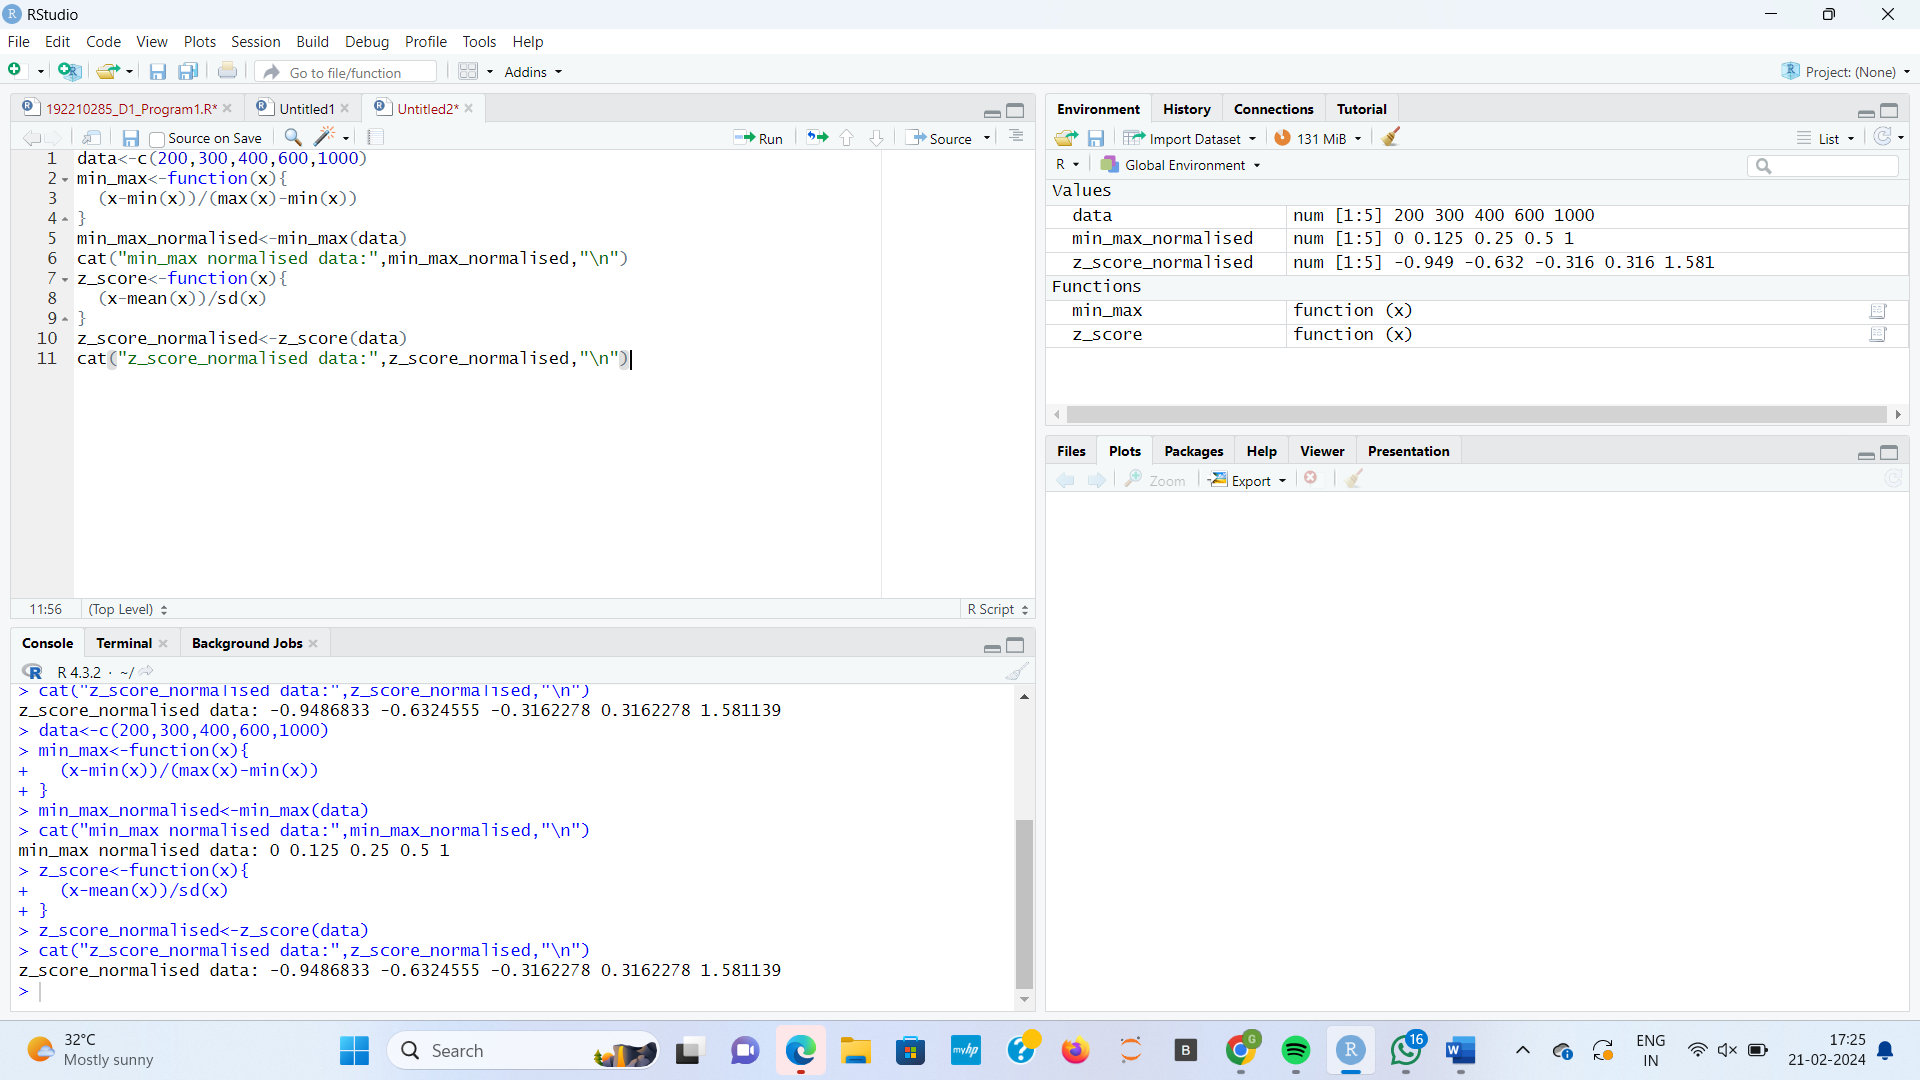 RStudio
File Edit Code View Plots Session Build Debug Profile Tools Help
Go to file/function Addins Project: (None)
192210285_D1_Program1.R* Untitled1 Untitled2*
Source on Save Run Source
1 data<-c(200,300,400,600,1000)
2 min_max<-function(x){
3 (x-min(x))/(max(x)-min(x))
4 }
5 min_max_normalised<-min_max(data)
6 cat("min_max normalised data:",min_max_normalised,"\n")
7 z_score<-function(x){
8 (x-mean(x))/sd(x)
9 }
10 z_score_normalised<-z_score(data)
11 cat("z_score_normalised data:",z_score_normalised,"\n")
11:56 (Top Level) R Script
Console Terminal Background Jobs
R 4.3.2 · ~/
> cat("z_score_normalised data:",z_score_normalised,"\n")
z_score_normalised data: -0.9486833 -0.6324555 -0.3162278 0.3162278 1.581139
> data<-c(200,300,400,600,1000)
> min_max<-function(x){
+ (x-min(x))/(max(x)-min(x))
+ }
> min_max_normalised<-min_max(data)
> cat("min_max normalised data:",min_max_normalised,"\n")
min_max normalised data: 0 0.125 0.25 0.5 1
> z_score<-function(x){
+ (x-mean(x))/sd(x)
+ }
> z_score_normalised<-z_score(data)
> cat("z_score_normalised data:",z_score_normalised,"\n")
z_score_normalised data: -0.9486833 -0.6324555 -0.3162278 0.3162278 1.581139
>
Environment History Connections Tutorial
Import Dataset 131 MiB List
R Global Environment
Values
data num [1:5] 200 300 400 600 1000
min_max_normalised num [1:5] 0 0.125 0.25 0.5 1
z_score_normalised num [1:5] -0.949 -0.632 -0.316 0.316 1.581
Functions
min_max function (x)
z_score function (x)
Files Plots Packages Help Viewer Presentation
Zoom Export
32°C
Mostly sunny
Search
myhp
B
G
R
16
W
ENG
IN
17:25
21-02-2024